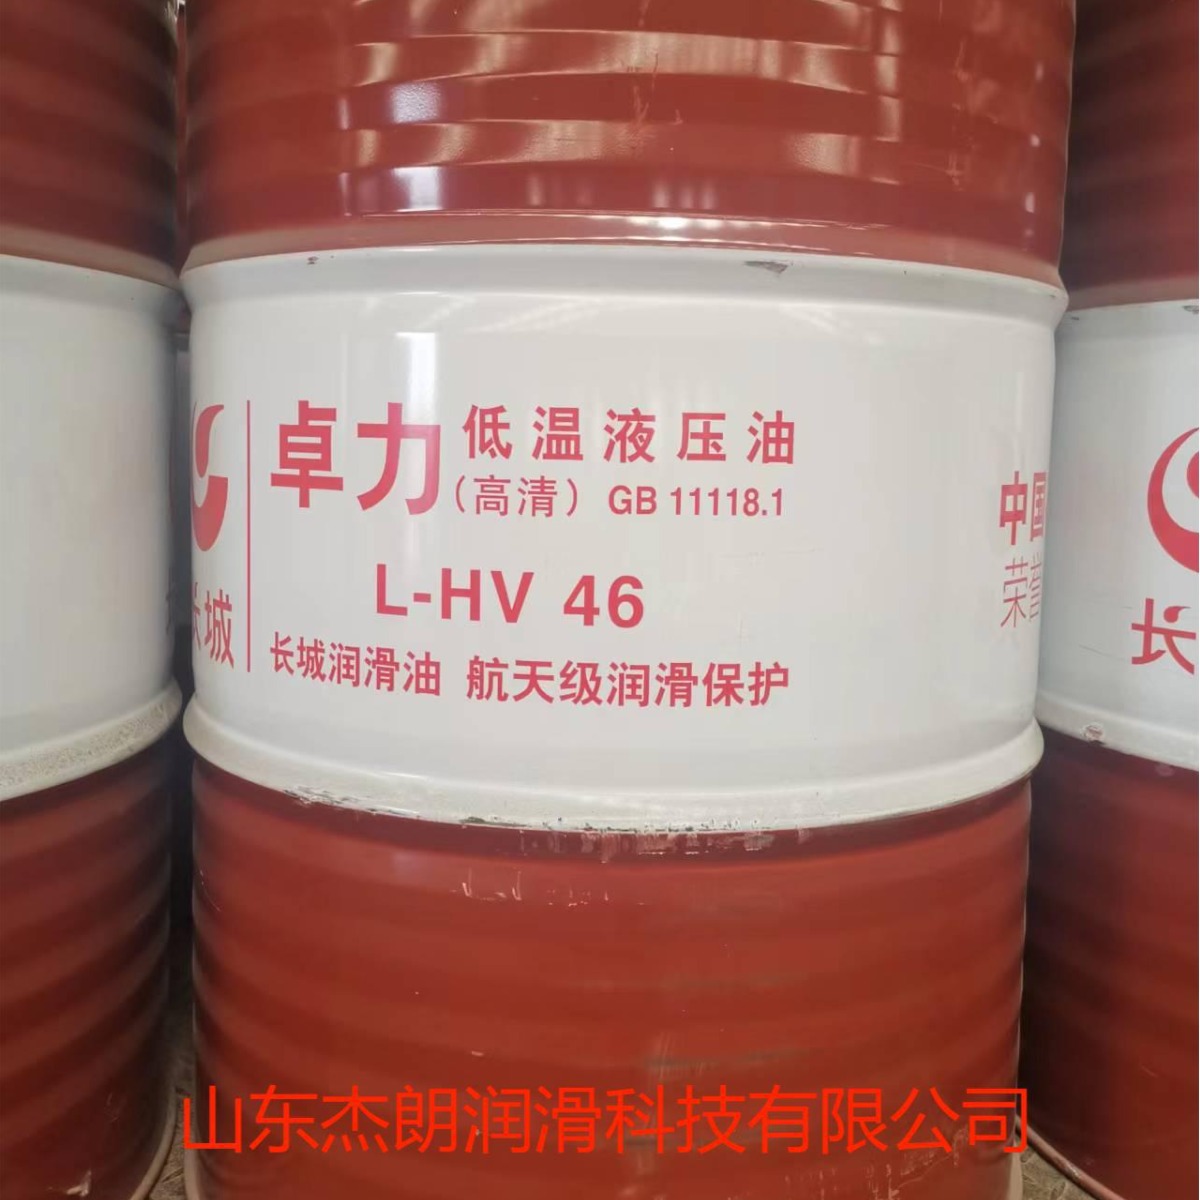 卓力 低温液压油
(高清) GB 11118.1
L-HV 46
长城
长城润滑油 航天级润滑保护
中国
荣誉
长
山东杰朗润滑科技有限公司